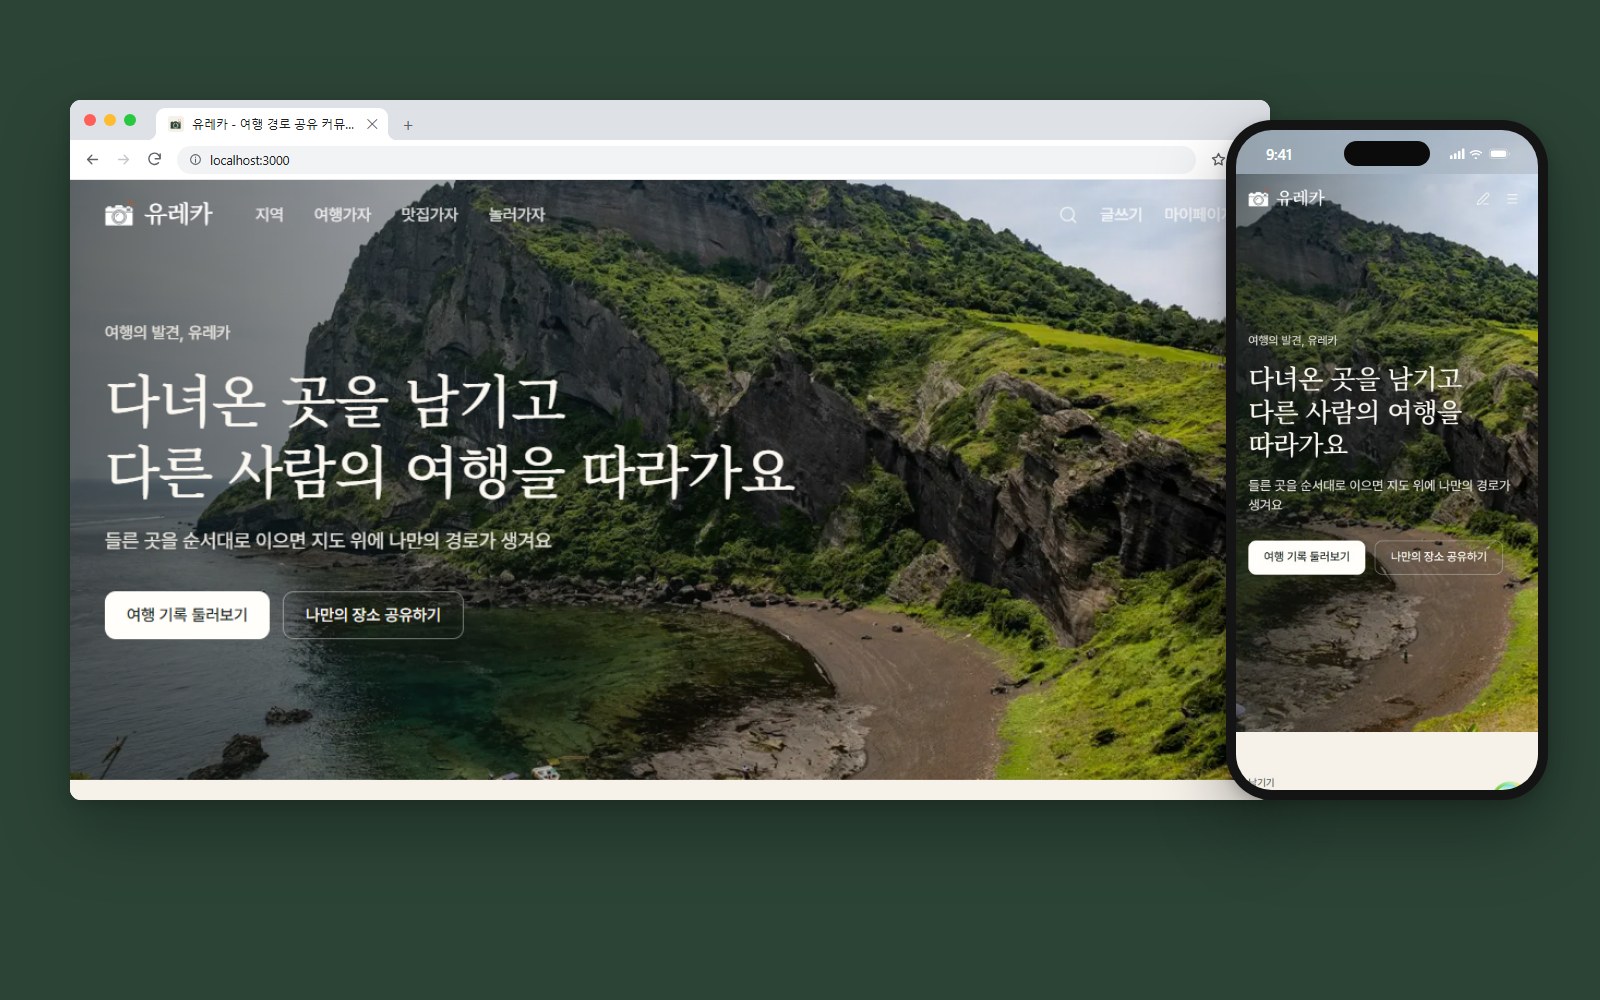 유레카 - 여행 경로 공유 커뮤...
localhost:3000
유레카
지역 여행가자 맛집가자 놀러가자
글쓰기 마이페이지
여행의 발견, 유레카
다녀온 곳을 남기고
다른 사람의 여행을 따라가요
들른 곳을 순서대로 이으면 지도 위에 나만의 경로가 생겨요
여행 기록 둘러보기 나만의 장소 공유하기
9:41
유레카
여행의 발견, 유레카
다녀온 곳을 남기고
다른 사람의 여행을
따라가요
들른 곳을 순서대로 이으면 지도 위에 나만의 경로가
생겨요
여행 기록 둘러보기 나만의 장소 공유하기
남기기